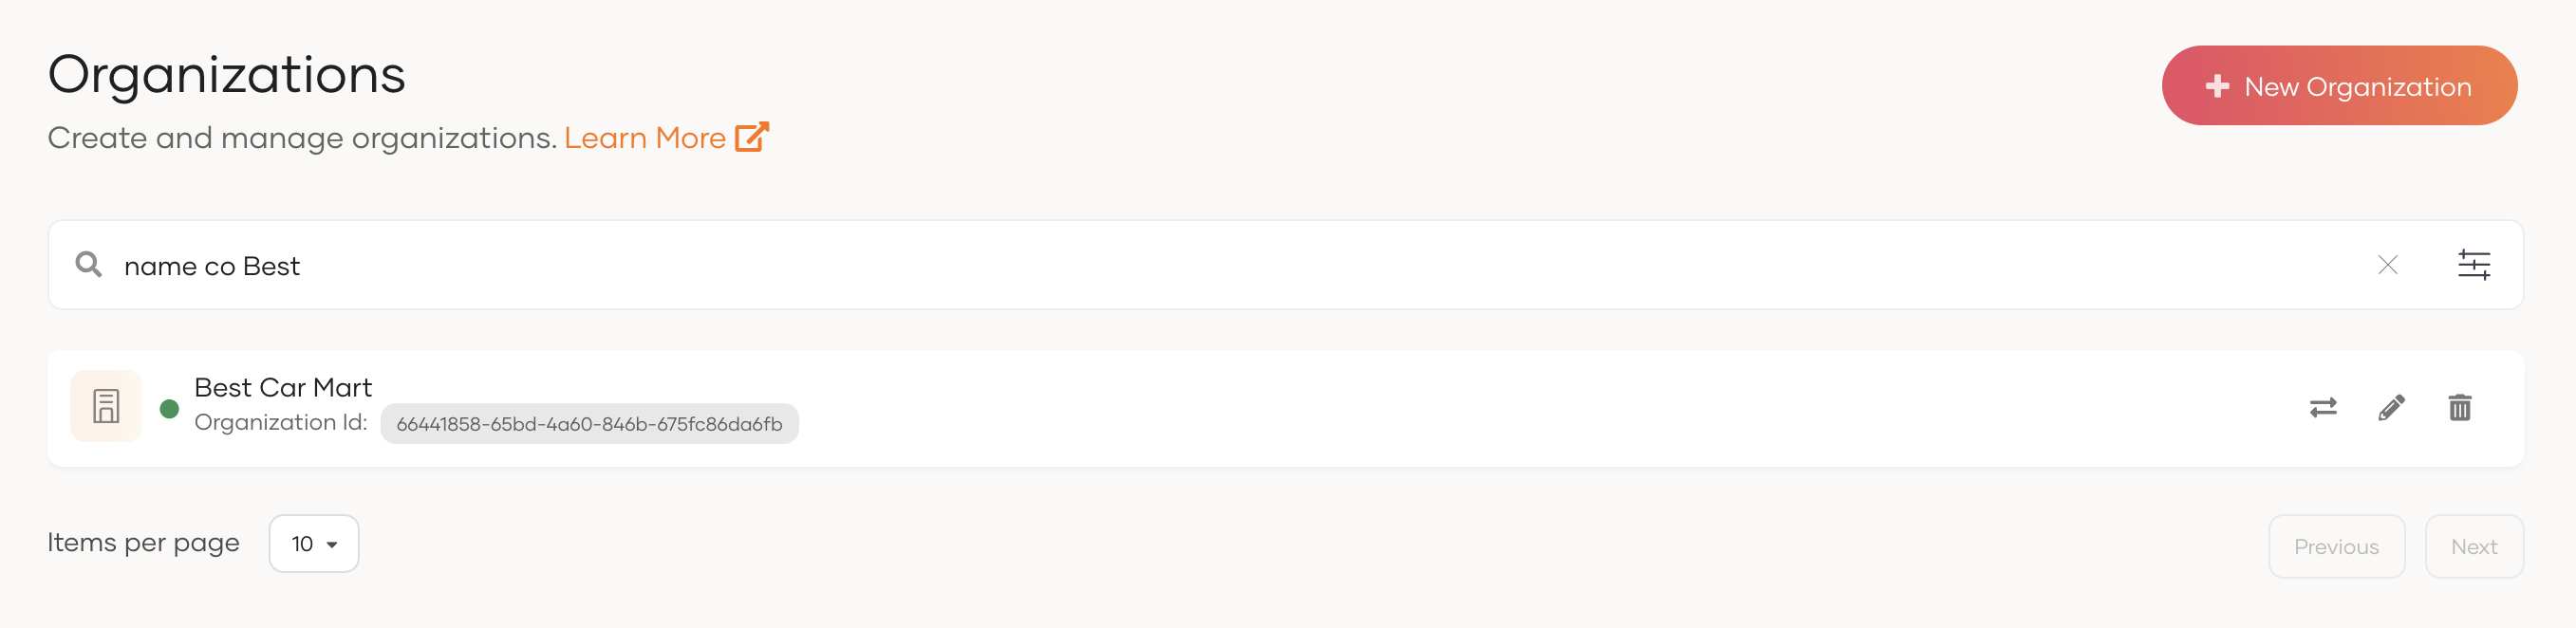 Organizations
Create and manage organizations. Learn More
New Organization
name co Best
Best Car Mart
Organization Id: 66441858-65bd-4a60-846b-675fc86da6fb
Items per page 10
Previous Next